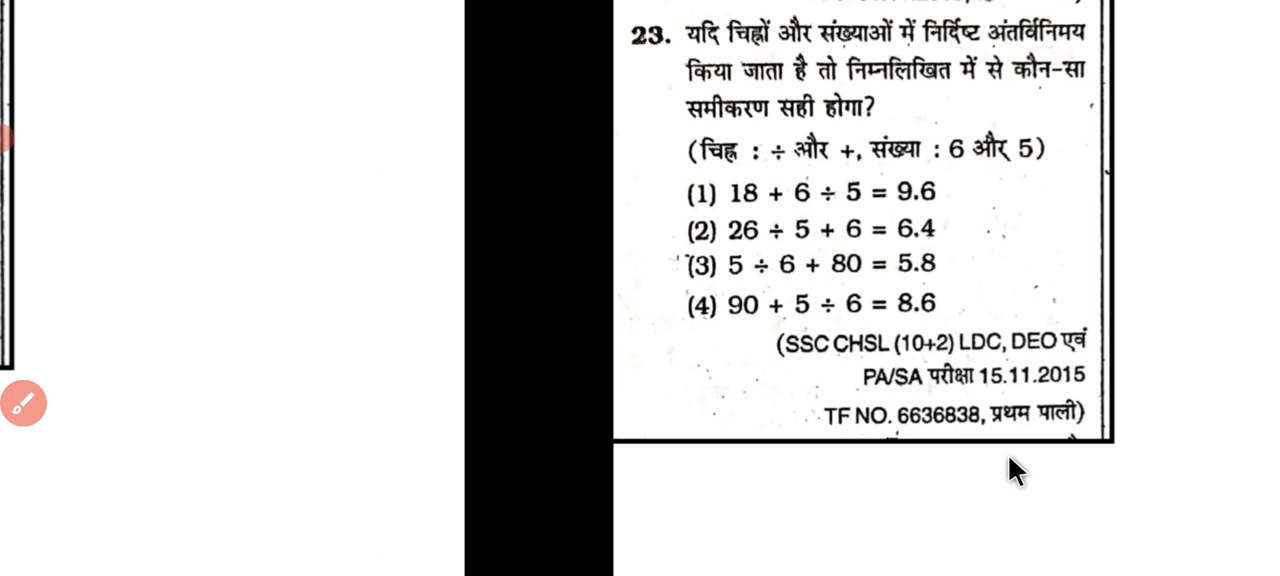 23. यदि चिह्नों और संख्याओं में निर्दिष्ट अंतर्विनिमय
किया जाता है तो निम्नलिखित में से कौन-सा
समीकरण सही होगा?
(चिह्न : ÷ और +, संख्या : 6 और 5)
(1) 18 + 6 ÷ 5 = 9.6
(2) 26 ÷ 5 + 6 = 6.4
(3) 5 ÷ 6 + 80 = 5.8
(4) 90 + 5 ÷ 6 = 8.6
(SSC CHSL (10+2) LDC, DEO एवं
PA/SA परीक्षा 15.11.2015
TF NO. 6636838, प्रथम पाली)